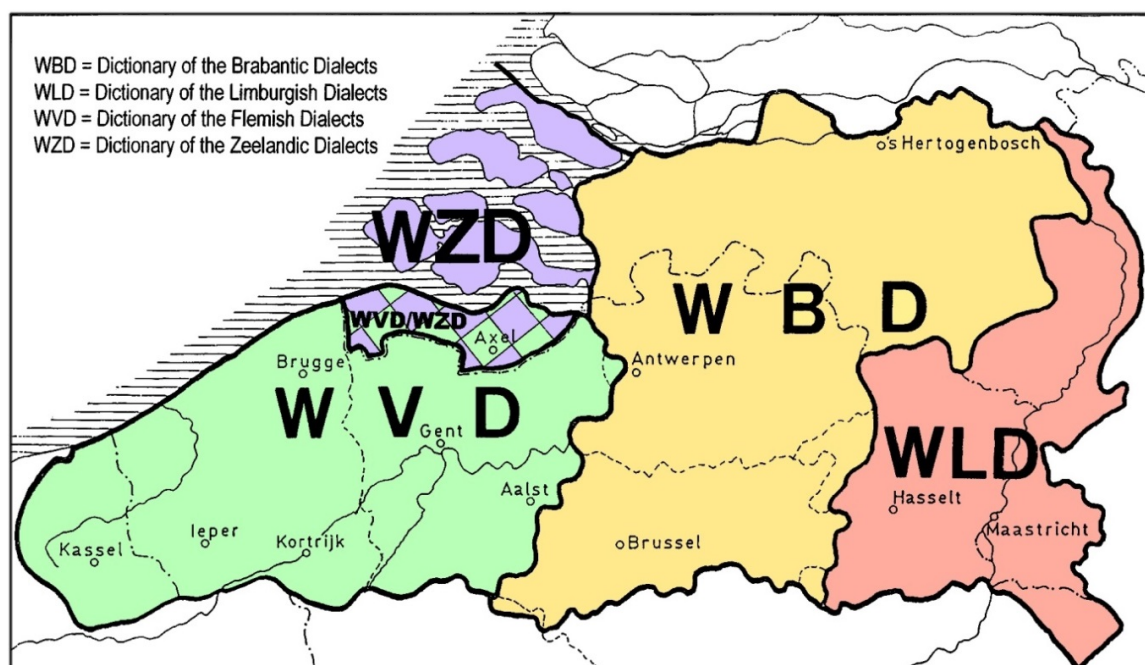 WBD = Dictionary of the Brabantic Dialects
WLD = Dictionary of the Limburgish Dialects
WVD = Dictionary of the Flemish Dialects
WZD = Dictionary of the Zeelandic Dialects
's Hertogenbosch
WZD
W B D
WVD/WZD
Axel
Brugge
Antwerpen
W V D
Gent
WLD
Aalst
Hasselt
Maastricht
Ieper
Kortrijk
Brussel
Kassel